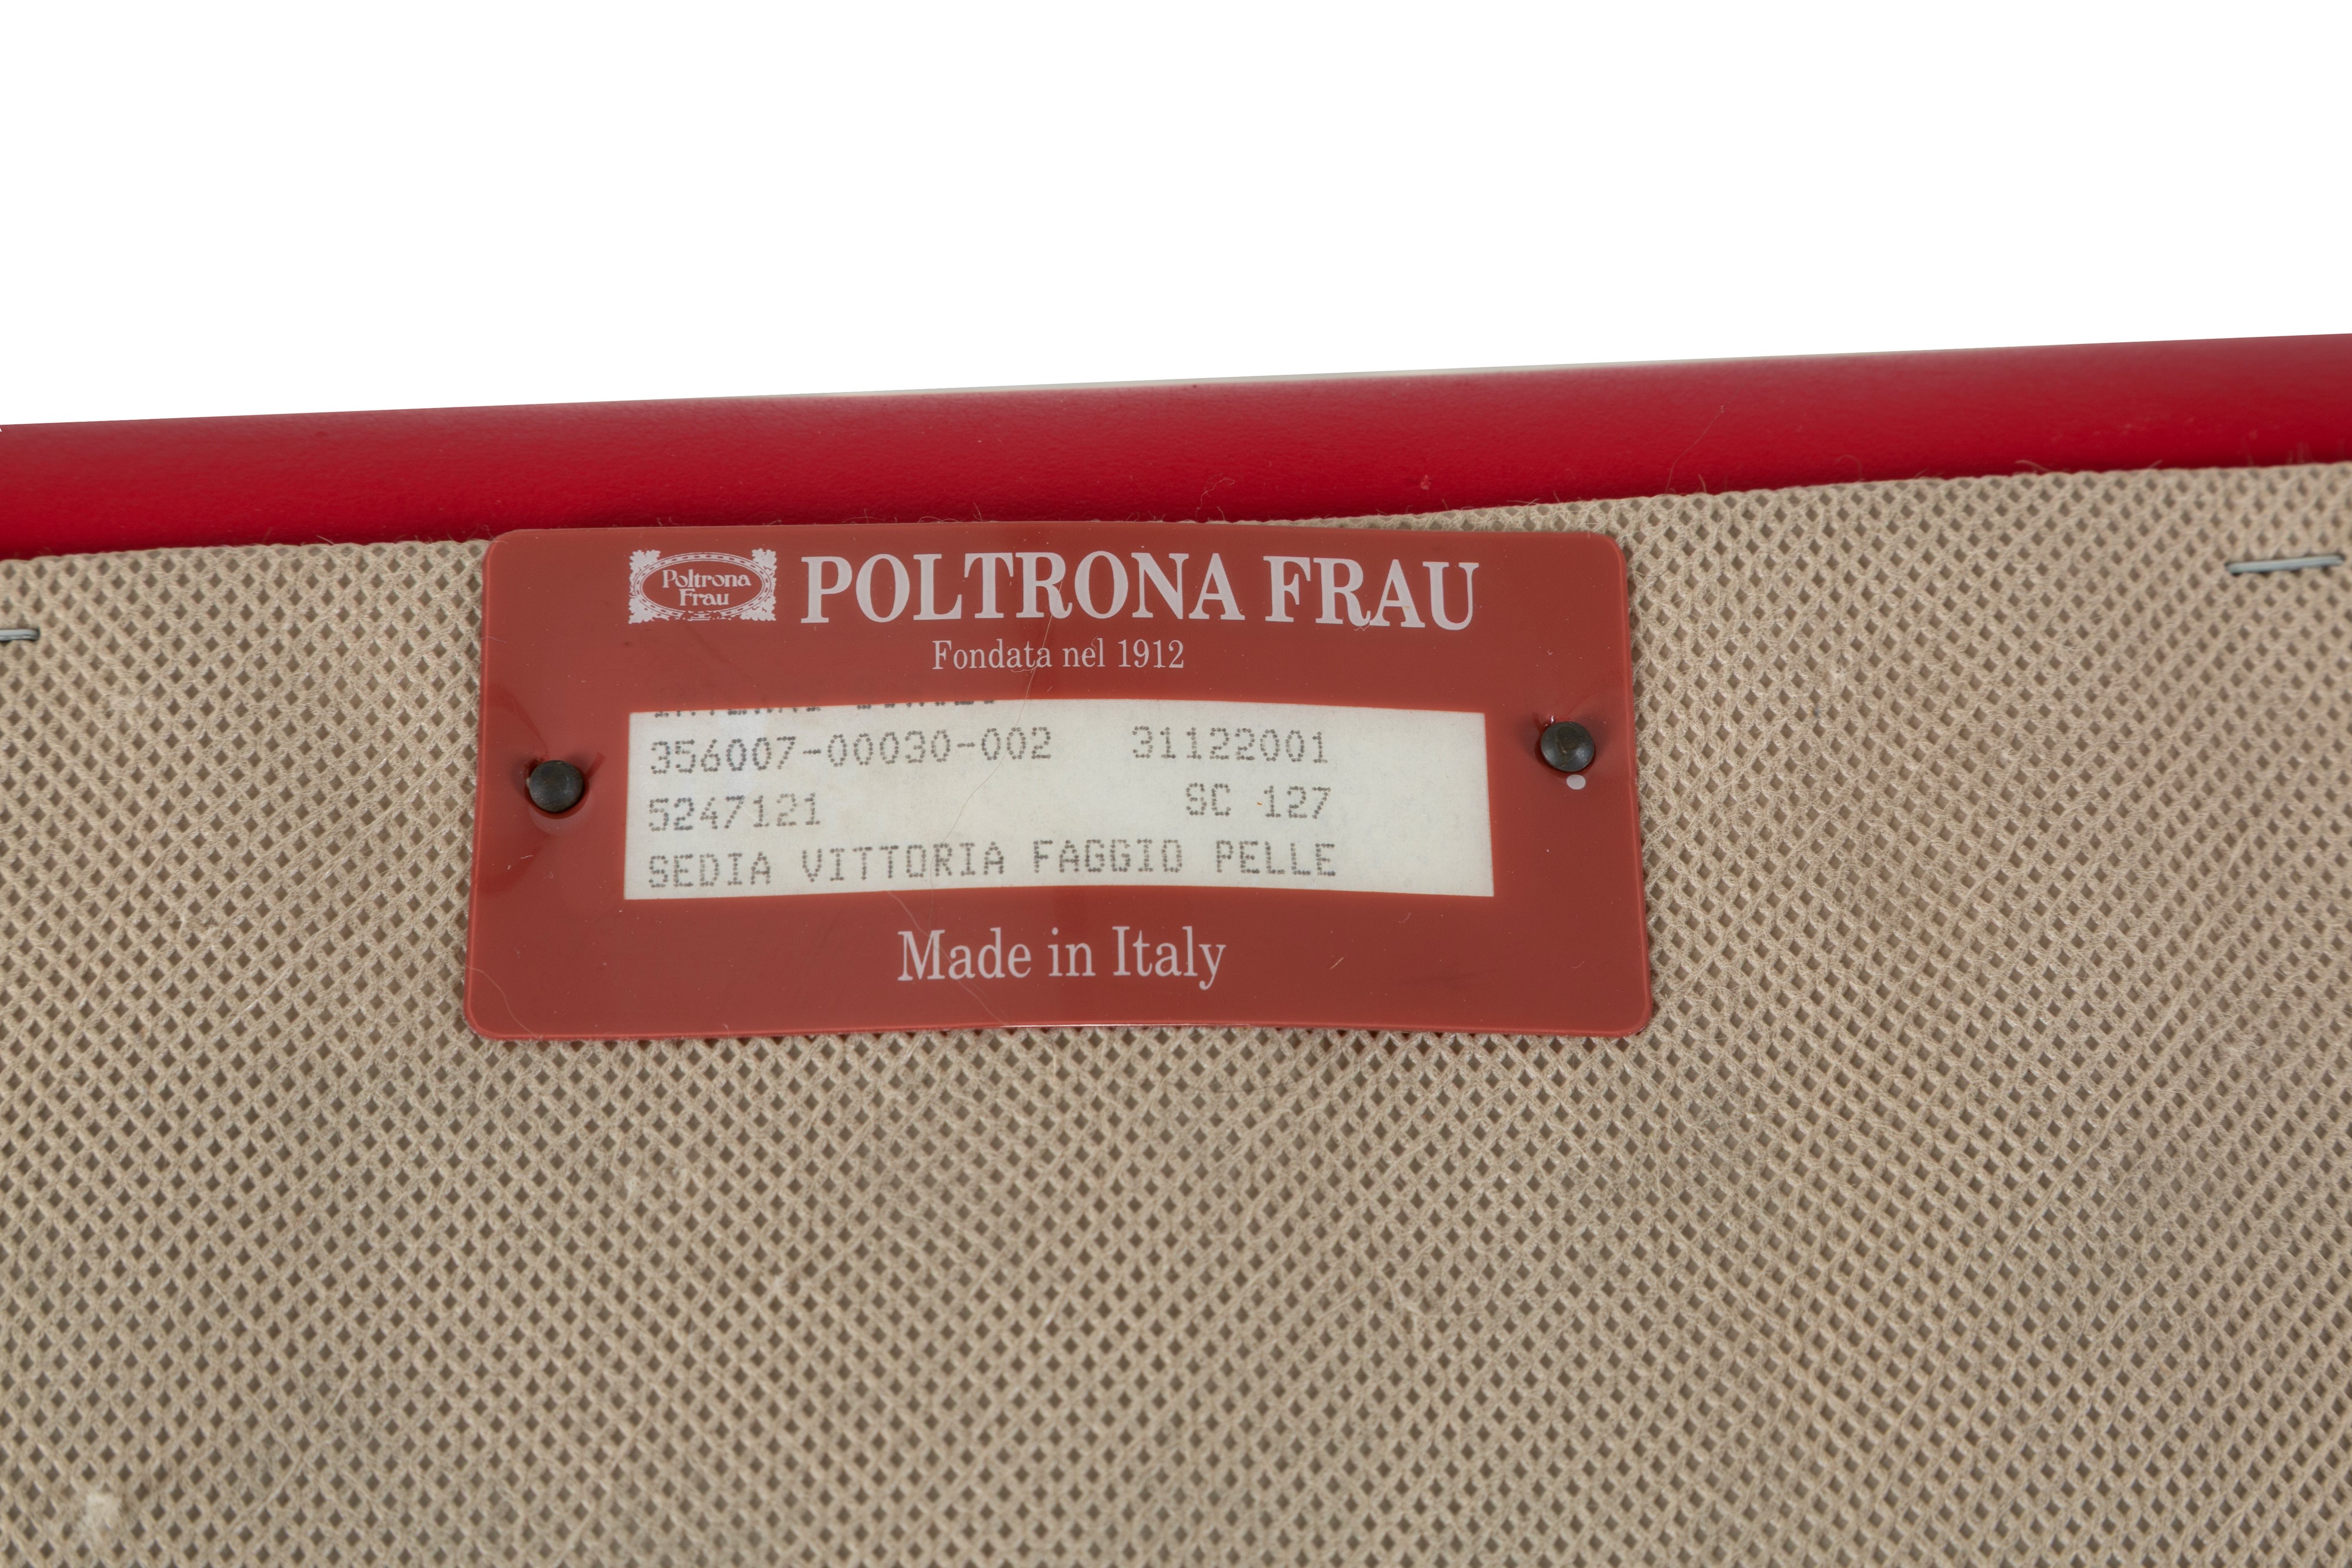 Poltrona
Frau
POLTRONA FRAU
Fondata nel 1912
356007-00030-002 31122001
5247121 SC 127
SEDIA VITTORIA FAGGIO PELLE
Made in Italy